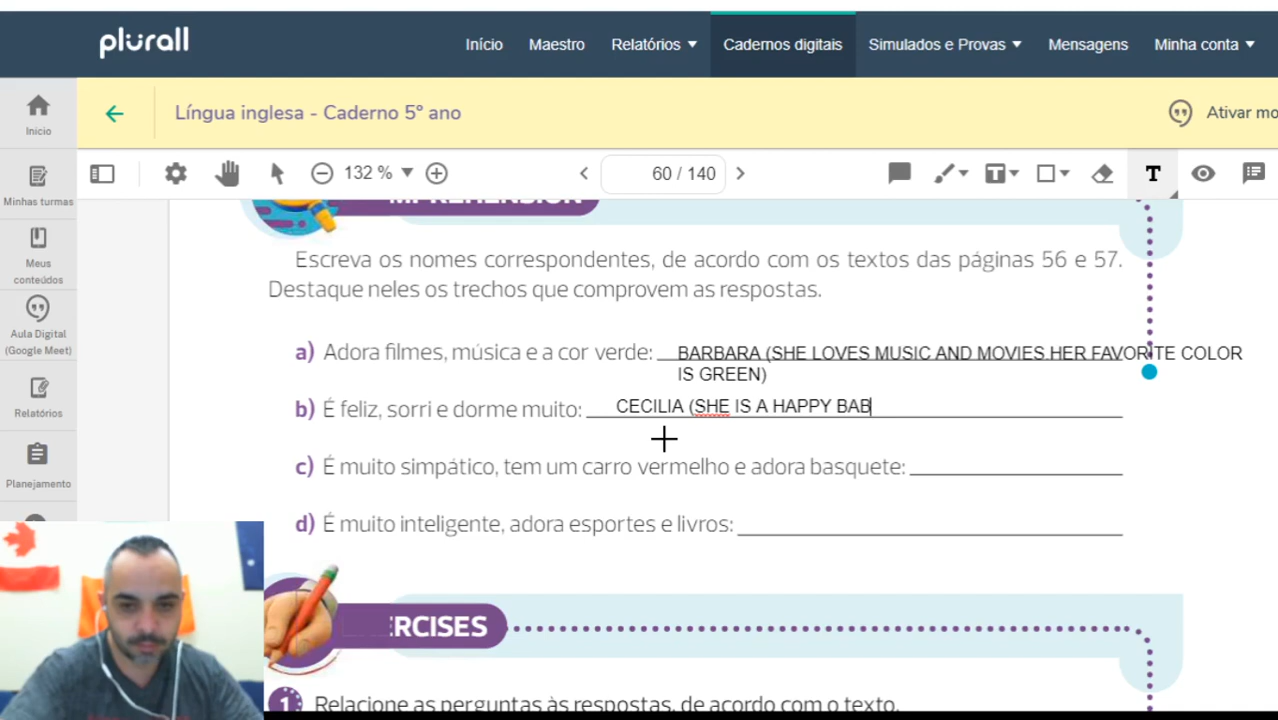 plurall
Início Maestro Relatórios Cadernos digitais Simulados e Provas Mensagens Minha conta
Língua inglesa - Caderno 5º ano
Ativar mo
Inicio
Minhas turmas
Meus
conteúdos
Aula Digital
(Google Meet)
Relatórios
Planejamento
132 %
60 / 140
T
T
MPREHENSION
Escreva os nomes correspondentes, de acordo com os textos das páginas 56 e 57.
Destaque neles os trechos que comprovem as respostas.
a) Adora filmes, música e a cor verde: BARBARA (SHE LOVES MUSIC AND MOVIES.HER FAVORITE COLOR
IS GREEN)
b) É feliz, sorri e dorme muito: CECILIA (SHE IS A HAPPY BAB
c) É muito simpático, tem um carro vermelho e adora basquete:
d) É muito inteligente, adora esportes e livros:
ERCISES
1 Relacione as perguntas às respostas, de acordo com o texto.